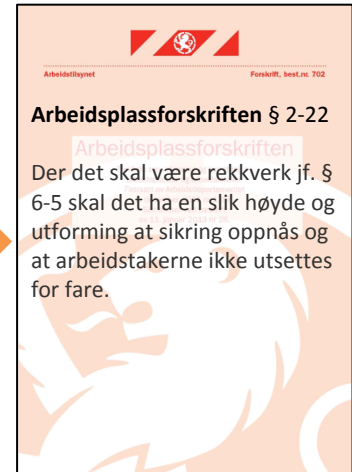 Arbeidstilsynet
Forskrift, best.nr. 702
Arbeidsplassforskriften § 2-22
Arbeidsplassforskriften
Der det skal være rekkverk jf. §
6-5 skal det ha en slik høyde og
utforming at sikring oppnås og
at arbeidstakerne ikke utsettes
for fare.